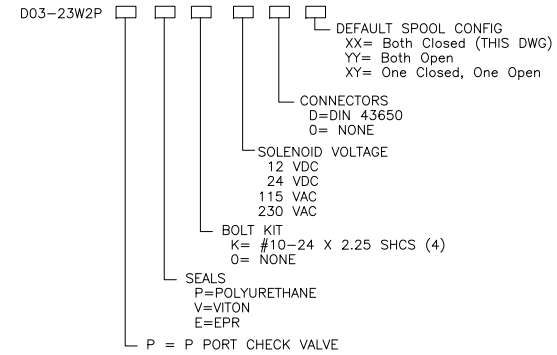 D03-23W2P
DEFAULT SPOOL CONFIG
XX= Both Closed (THIS DWG)
YY= Both Open
XY= One Closed, One Open
CONNECTORS
D=DIN 43650
0= NONE
SOLENOID VOLTAGE
12 VDC
24 VDC
115 VAC
230 VAC
BOLT KIT
K= #10-24 X 2.25 SHCS (4)
0= NONE
SEALS
P=POLYURETHANE
V=VITON
E=EPR
P = P PORT CHECK VALVE